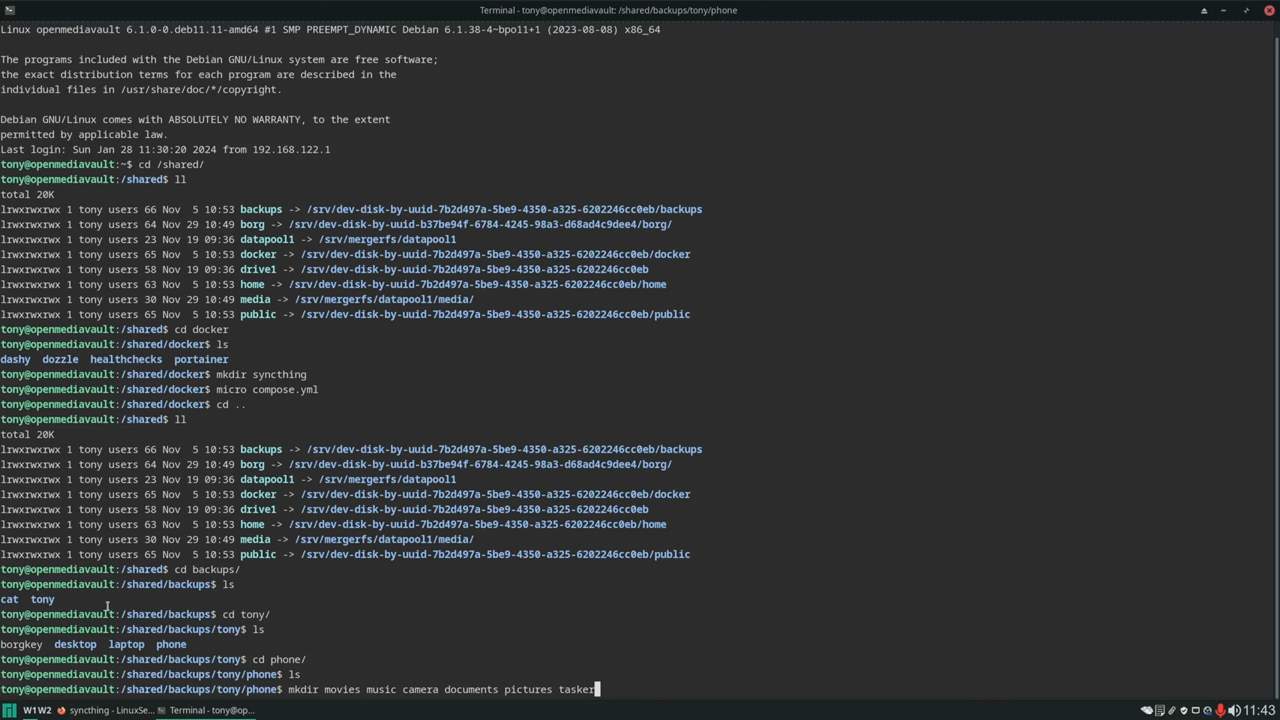 Terminal - tony@openmediavault: /shared/backups/tony/phone
Linux openmediavault 6.1.0-0.deb11.11-amd64 #1 SMP PREEMPT_DYNAMIC Debian 6.1.38-4~bpo11+1 (2023-08-08) x86_64
The programs included with the Debian GNU/Linux system are free software;
the exact distribution terms for each program are described in the
individual files in /usr/share/doc/*/copyright.
Debian GNU/Linux comes with ABSOLUTELY NO WARRANTY, to the extent
permitted by applicable law.
Last login: Sun Jan 28 11:30:20 2024 from 192.168.122.1
tony@openmediavault:~$ cd /shared/
tony@openmediavault:/shared$ ll
total 20K
lrwxrwxrwx 1 tony users 66 Nov  5 10:53 backups -> /srv/dev-disk-by-uuid-7b2d497a-5be9-4350-a325-6202246cc0eb/backups
lrwxrwxrwx 1 tony users 64 Nov 29 10:49 borg -> /srv/dev-disk-by-uuid-b37be94f-6784-4245-98a3-d68ad4c9dee4/borg/
lrwxrwxrwx 1 tony users 23 Nov 19 09:36 datapool1 -> /srv/mergerfs/datapool1
lrwxrwxrwx 1 tony users 65 Nov  5 10:53 docker -> /srv/dev-disk-by-uuid-7b2d497a-5be9-4350-a325-6202246cc0eb/docker
lrwxrwxrwx 1 tony users 58 Nov 19 09:36 drive1 -> /srv/dev-disk-by-uuid-7b2d497a-5be9-4350-a325-6202246cc0eb
lrwxrwxrwx 1 tony users 63 Nov  5 10:53 home -> /srv/dev-disk-by-uuid-7b2d497a-5be9-4350-a325-6202246cc0eb/home
lrwxrwxrwx 1 tony users 30 Nov 29 10:49 media -> /srv/mergerfs/datapool1/media/
lrwxrwxrwx 1 tony users 65 Nov  5 10:53 public -> /srv/dev-disk-by-uuid-7b2d497a-5be9-4350-a325-6202246cc0eb/public
tony@openmediavault:/shared$ cd docker
tony@openmediavault:/shared/docker$ ls
dashy  dozzle  healthchecks  portainer
tony@openmediavault:/shared/docker$ mkdir syncthing
tony@openmediavault:/shared/docker$ micro compose.yml
tony@openmediavault:/shared/docker$ cd ..
tony@openmediavault:/shared$ ll
total 20K
lrwxrwxrwx 1 tony users 66 Nov  5 10:53 backups -> /srv/dev-disk-by-uuid-7b2d497a-5be9-4350-a325-6202246cc0eb/backups
lrwxrwxrwx 1 tony users 64 Nov 29 10:49 borg -> /srv/dev-disk-by-uuid-b37be94f-6784-4245-98a3-d68ad4c9dee4/borg/
lrwxrwxrwx 1 tony users 23 Nov 19 09:36 datapool1 -> /srv/mergerfs/datapool1
lrwxrwxrwx 1 tony users 65 Nov  5 10:53 docker -> /srv/dev-disk-by-uuid-7b2d497a-5be9-4350-a325-6202246cc0eb/docker
lrwxrwxrwx 1 tony users 58 Nov 19 09:36 drive1 -> /srv/dev-disk-by-uuid-7b2d497a-5be9-4350-a325-6202246cc0eb
lrwxrwxrwx 1 tony users 63 Nov  5 10:53 home -> /srv/dev-disk-by-uuid-7b2d497a-5be9-4350-a325-6202246cc0eb/home
lrwxrwxrwx 1 tony users 30 Nov 29 10:49 media -> /srv/mergerfs/datapool1/media/
lrwxrwxrwx 1 tony users 65 Nov  5 10:53 public -> /srv/dev-disk-by-uuid-7b2d497a-5be9-4350-a325-6202246cc0eb/public
tony@openmediavault:/shared$ cd backups/
tony@openmediavault:/shared/backups$ ls
cat  tony
tony@openmediavault:/shared/backups$ cd tony/
tony@openmediavault:/shared/backups/tony$ ls
borgkey  desktop  laptop  phone
tony@openmediavault:/shared/backups/tony$ cd phone/
tony@openmediavault:/shared/backups/tony/phone$ ls
tony@openmediavault:/shared/backups/tony/phone$ mkdir movies music camera documents pictures tasker
W1W2 syncthing - LinuxSe... Terminal - tony@op... 11:43